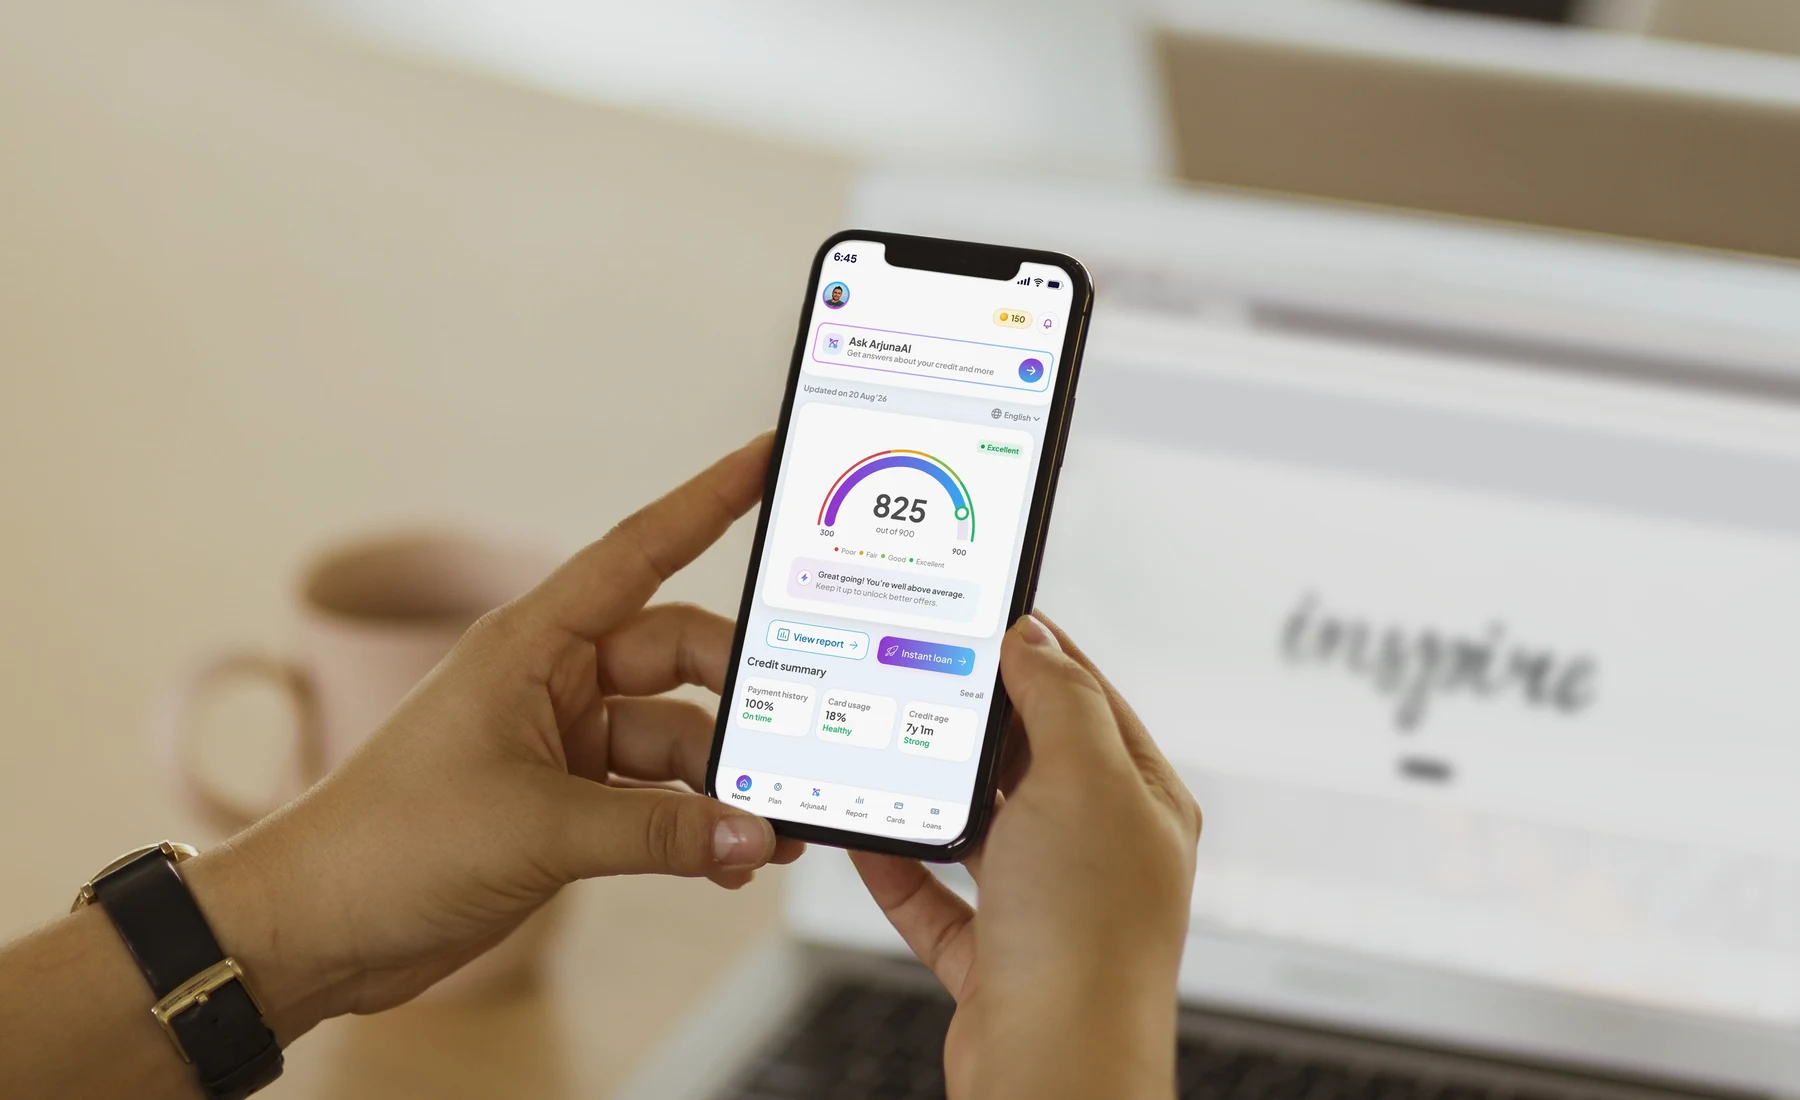 6:45
150
Ask ArjunaAI
Get answers about your credit and more
Updated on 20 Aug'26
English
Excellent
825
out of 900
300
900
Poor Fair Good Excellent
Great going! You're well above average.
Keep it up to unlock better offers.
View report
Instant loan
Credit summary
See all
Payment history
100%
On time
Card usage
18%
Healthy
Credit age
7y 1m
Strong
Home
Plan
ArjunaAI
Report
Cards
Loans
inspire